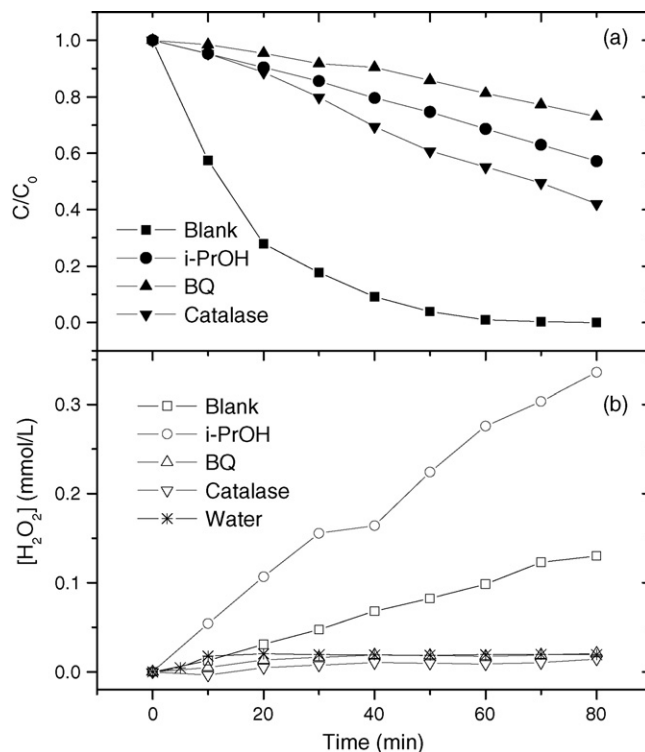 (a)
1.0
0.8
0.6
0.4
0.2
0.0
C/C₀
Blank
i-PrOH
BQ
Catalase
(b)
0.3
0.2
0.1
0.0
[H₂O₂] (mmol/L)
Blank
i-PrOH
BQ
Catalase
Water
0 20 40 60 80
Time (min)